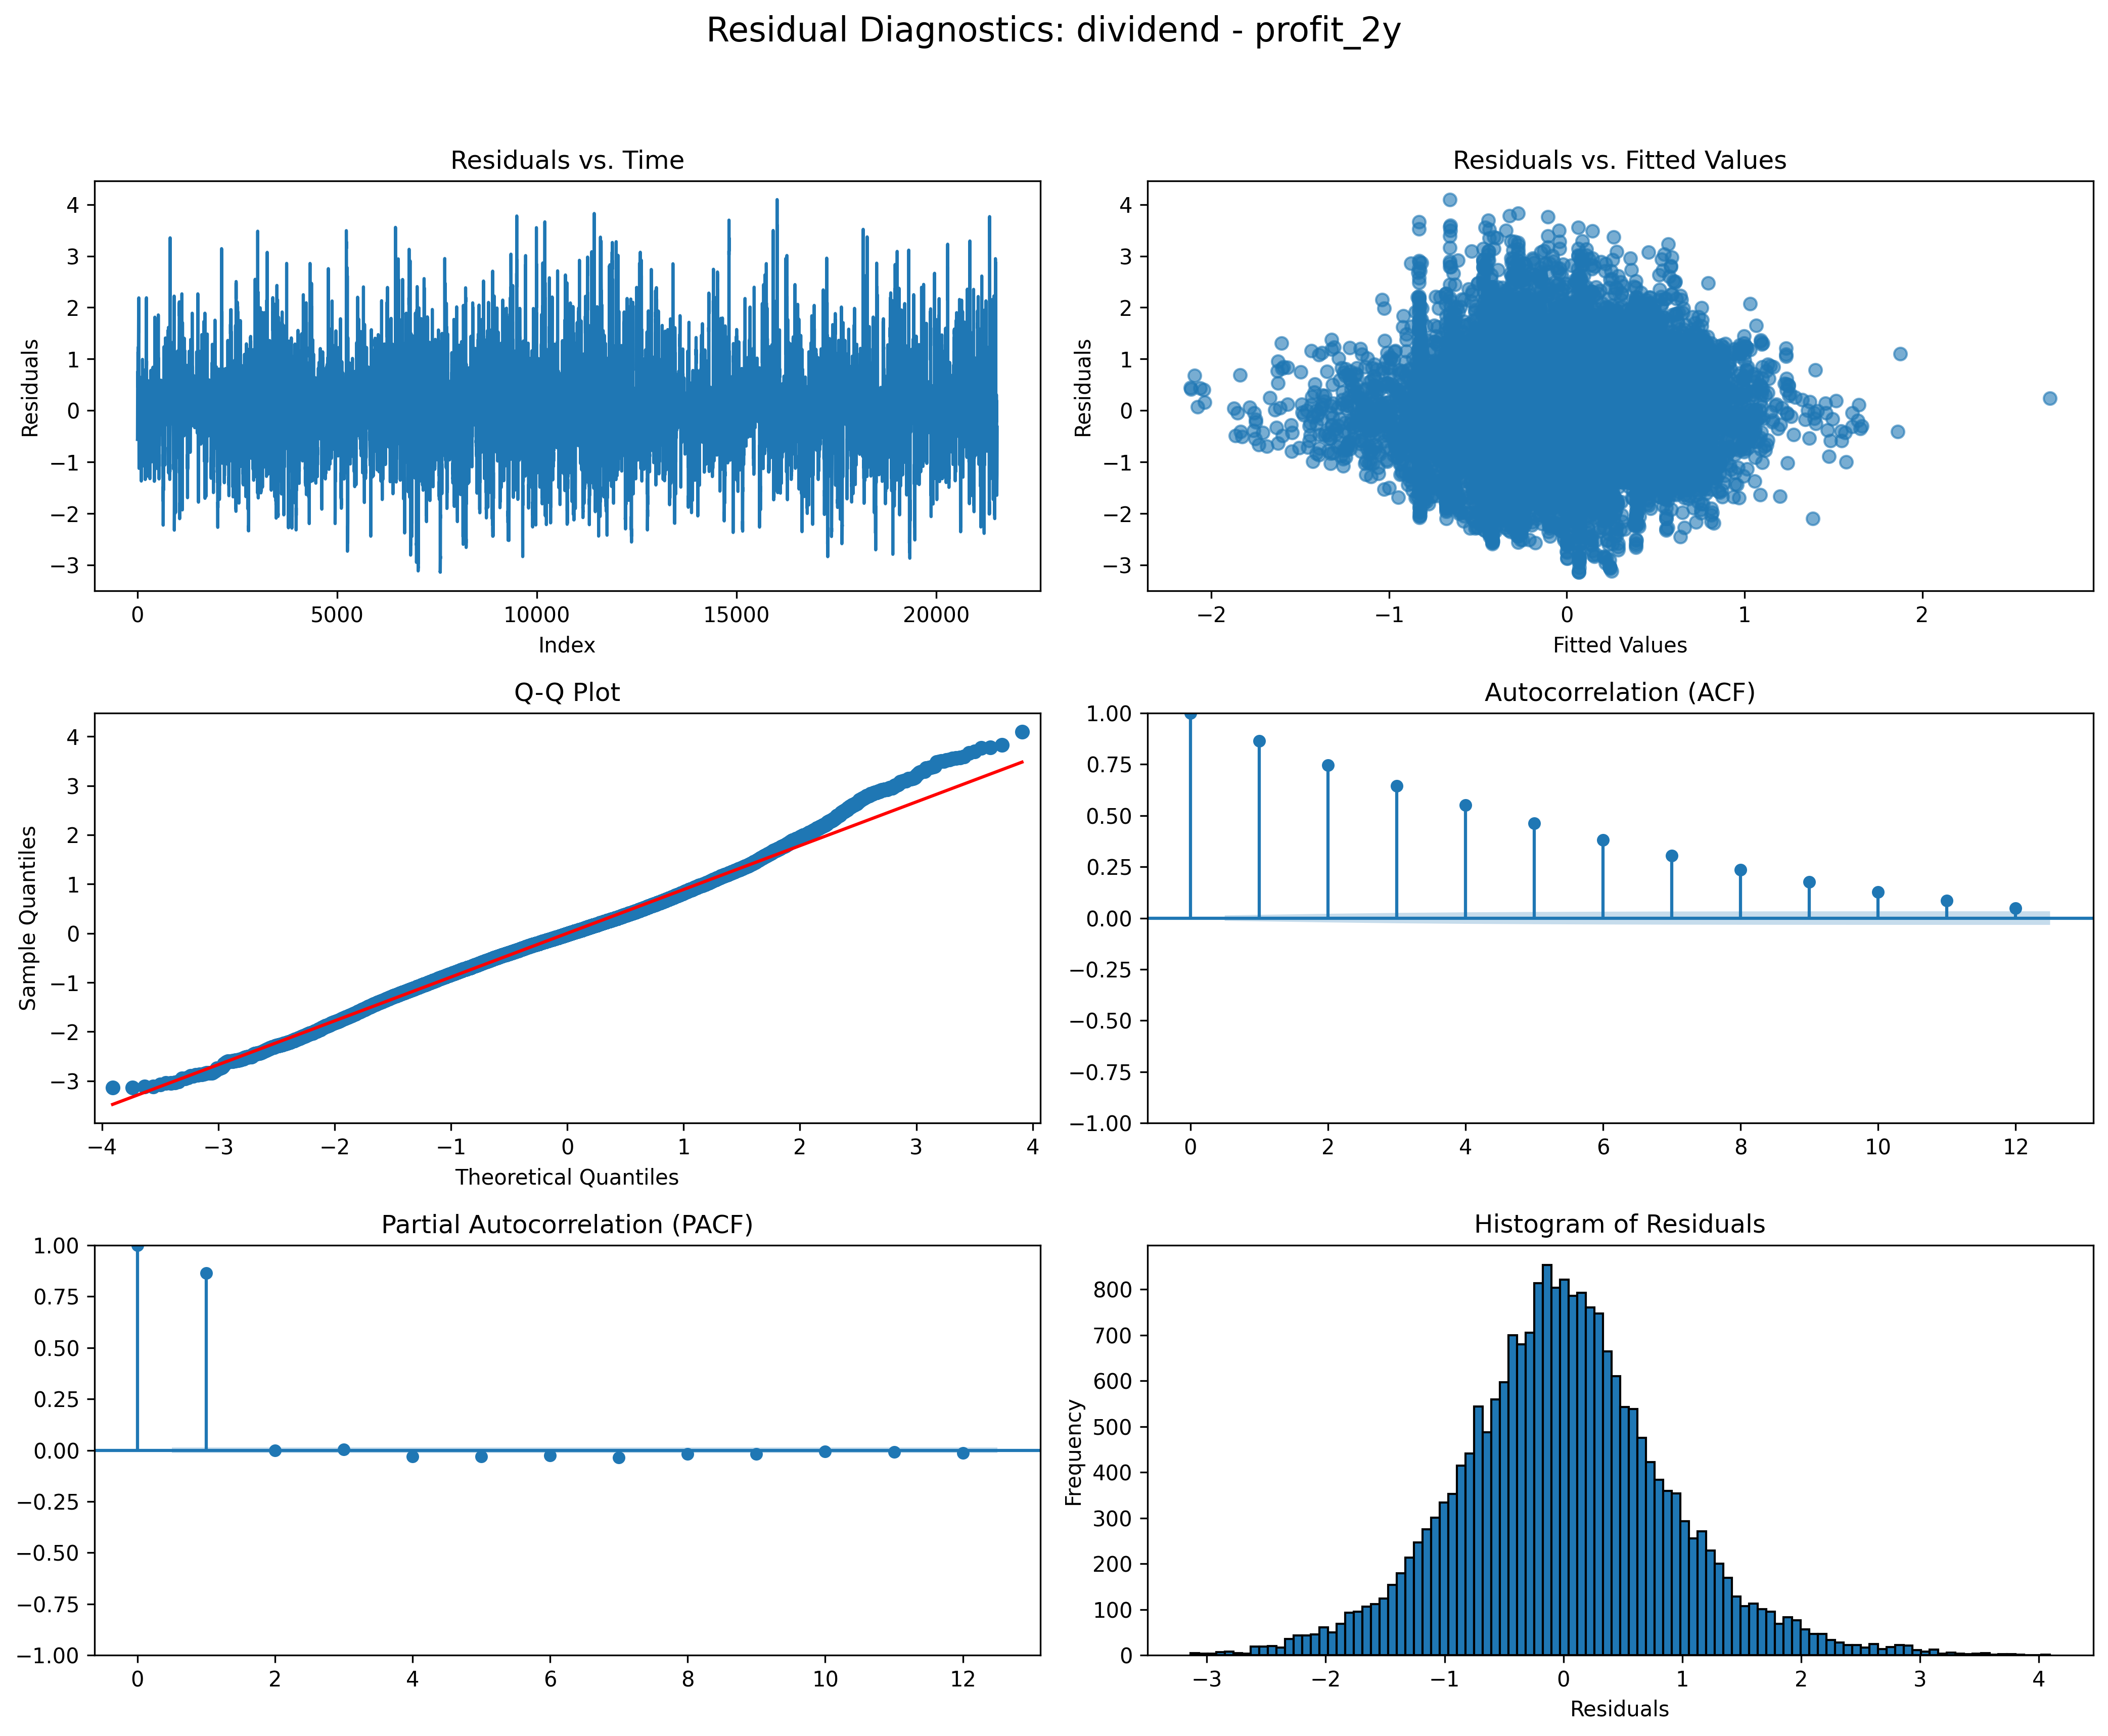 Residual Diagnostics: dividend - profit_2y
Residuals vs. Time
Residuals
4
3
2
1
0
−1
−2
−3
0 5000 10000 15000 20000
Index
Residuals vs. Fitted Values
Residuals
4
3
2
1
0
−1
−2
−3
−2 −1 0 1 2
Fitted Values
Q-Q Plot
Sample Quantiles
4
3
2
1
0
−1
−2
−3
−4 −3 −2 −1 0 1 2 3 4
Theoretical Quantiles
Autocorrelation (ACF)
1.00
0.75
0.50
0.25
0.00
−0.25
−0.50
−0.75
−1.00
0 2 4 6 8 10 12
Partial Autocorrelation (PACF)
1.00
0.75
0.50
0.25
0.00
−0.25
−0.50
−0.75
−1.00
0 2 4 6 8 10 12
Histogram of Residuals
Frequency
800
700
600
500
400
300
200
100
0
−3 −2 −1 0 1 2 3 4
Residuals